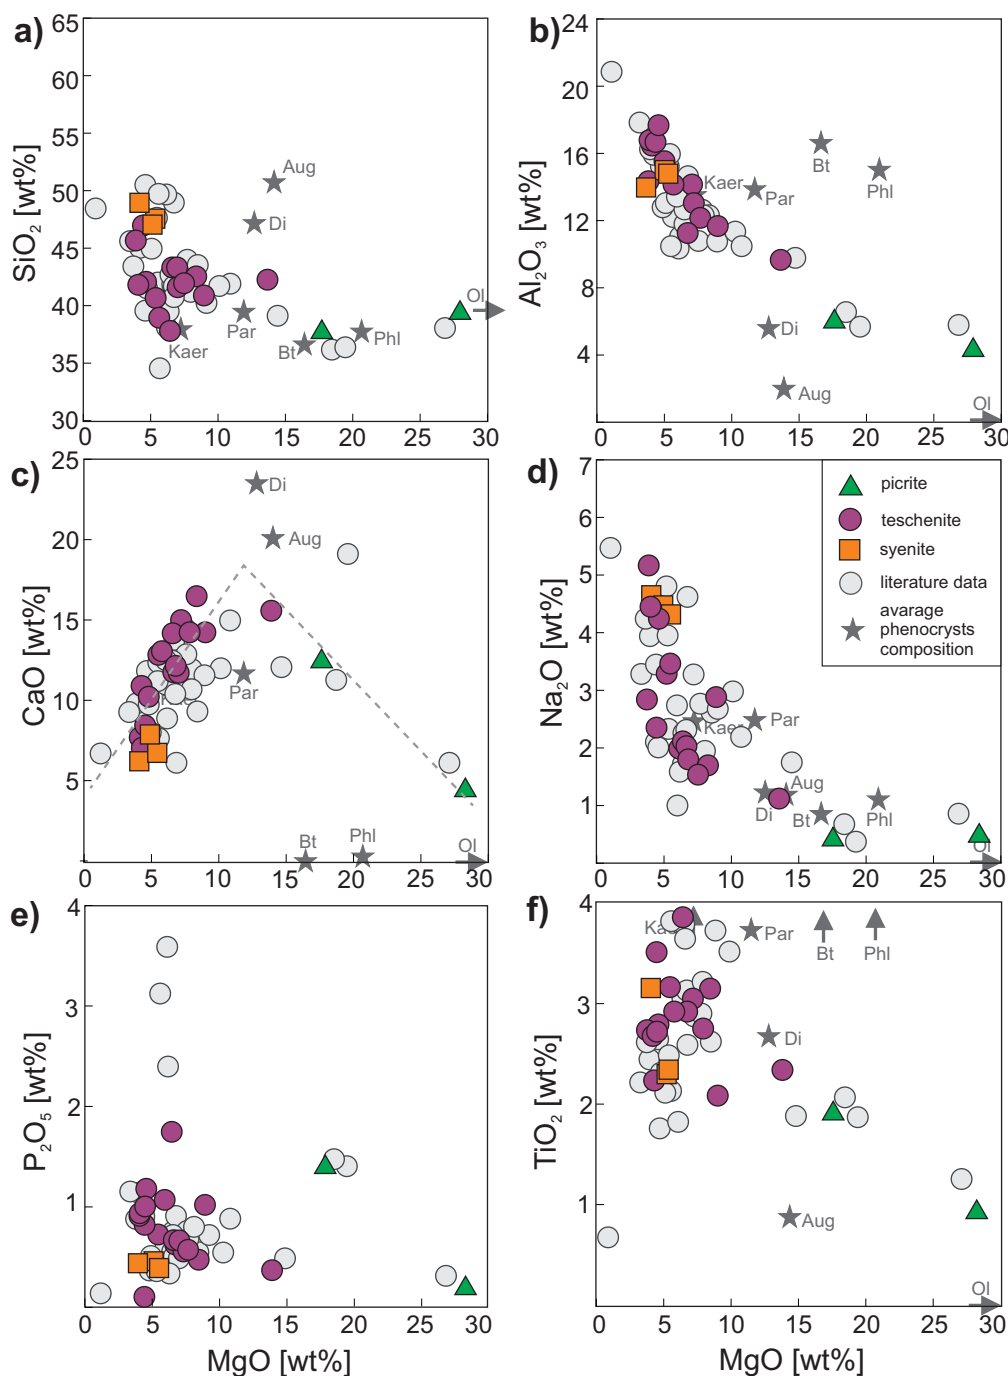 a)
65
60
55
50
45
40
35
30
SiO2 [wt%]
Aug
Di
Ol
Par
Kaer
Bt
Phl
0 5 10 15 20 25 30
b)
24
20
16
12
8
4
Al2O3 [wt%]
Bt
Kaer
Par
Phl
Di
Aug
Ol
0 5 10 15 20 25 30
c)
25
20
15
10
5
CaO [wt%]
Di
Aug
Par
Bt
Phl
Ol
0 5 10 15 20 25 30
d)
7
6
5
4
3
2
1
Na2O [wt%]
picrite
teschenite
syenite
literature data
avarage
phenocrysts
composition
Kaer
Par
Aug
Di
Bt
Phl
Ol
0 5 10 15 20 25 30
e)
4
3
2
1
P2O5 [wt%]
0 5 10 15 20 25 30
MgO [wt%]
f)
4
3
2
1
TiO2 [wt%]
Par
Bt
Phl
Di
Aug
Ol
0 5 10 15 20 25 30
MgO [wt%]